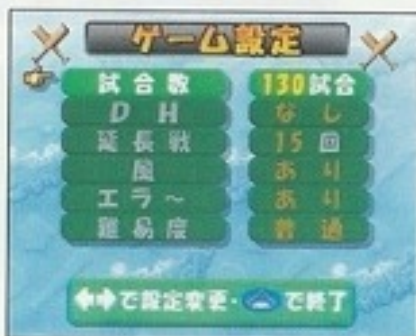 ゲーム設定
試合数 130試合
DH なし
延長戦 15回
風 あり
エラ〜 あり
難易度 普通
←→で設定変更・で終了